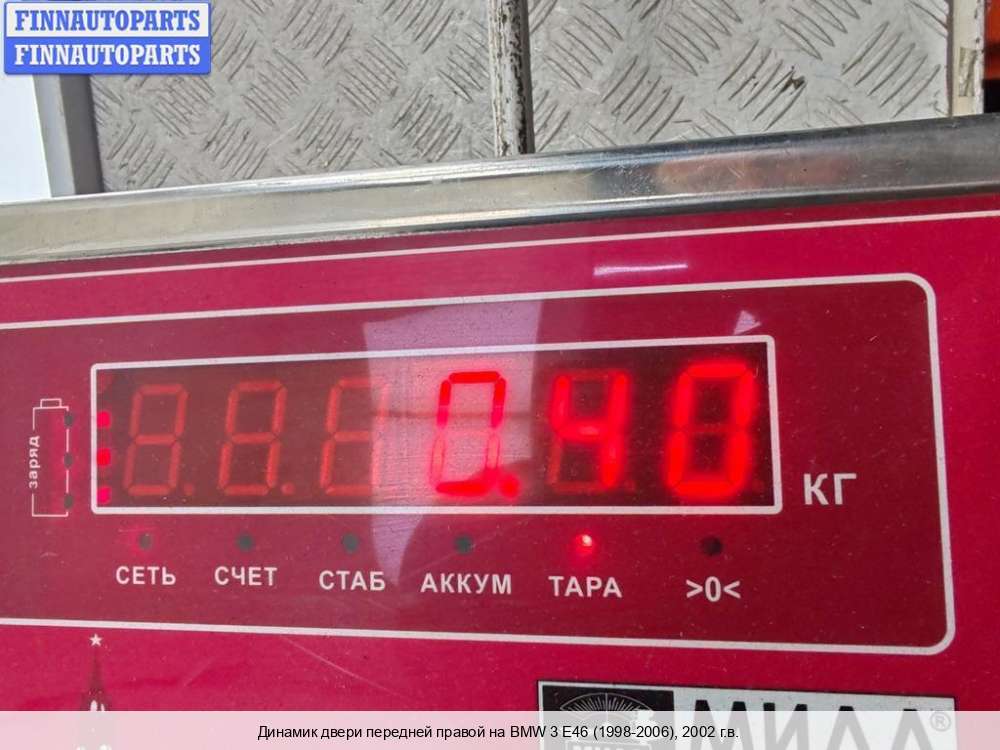 FINNAUTOPARTS
FINNAUTOPARTS
0.40
КГ
заряд
СЕТЬ СЧЕТ СТАБ АККУМ ТАРА >0<
МИДЛ®
Динамик двери передней правой на BMW 3 E46 (1998-2006), 2002 г.в.